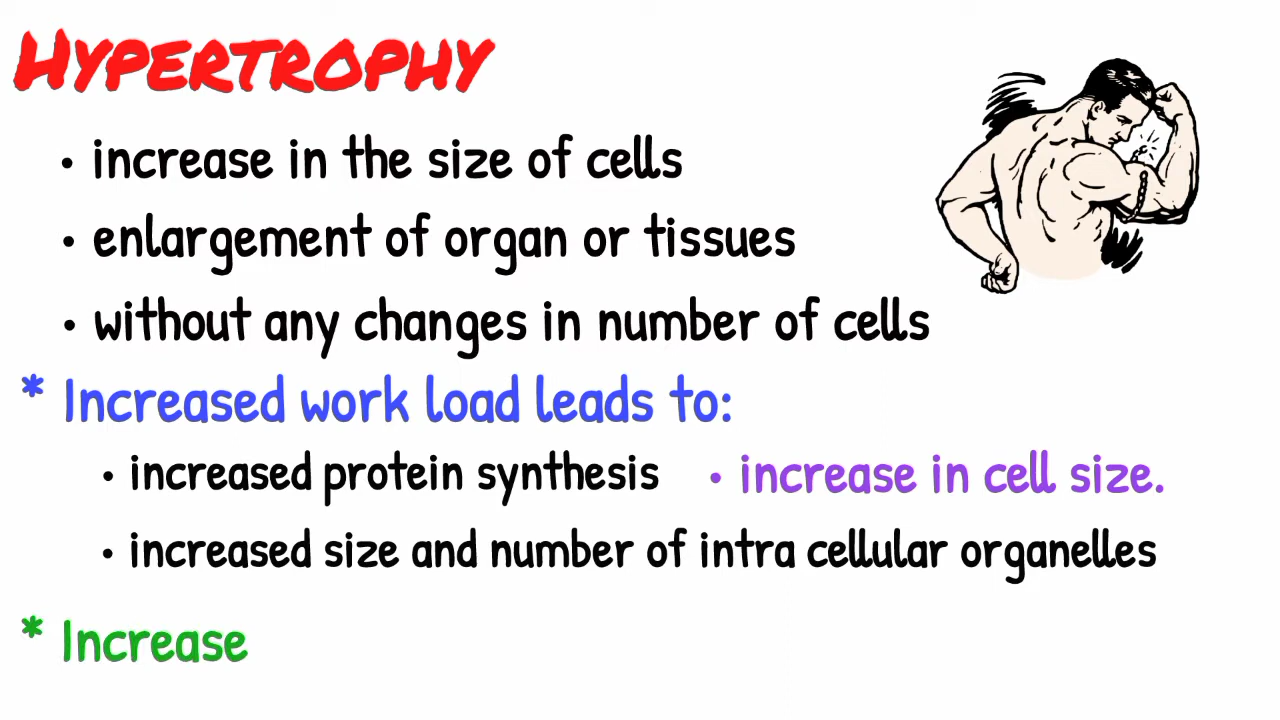 HYPERTROPHY
• increase in the size of cells
• enlargement of organ or tissues
• without any changes in number of cells
* Increased work load leads to:
• increased protein synthesis • increase in cell size.
• increased size and number of intra cellular organelles
* Increase